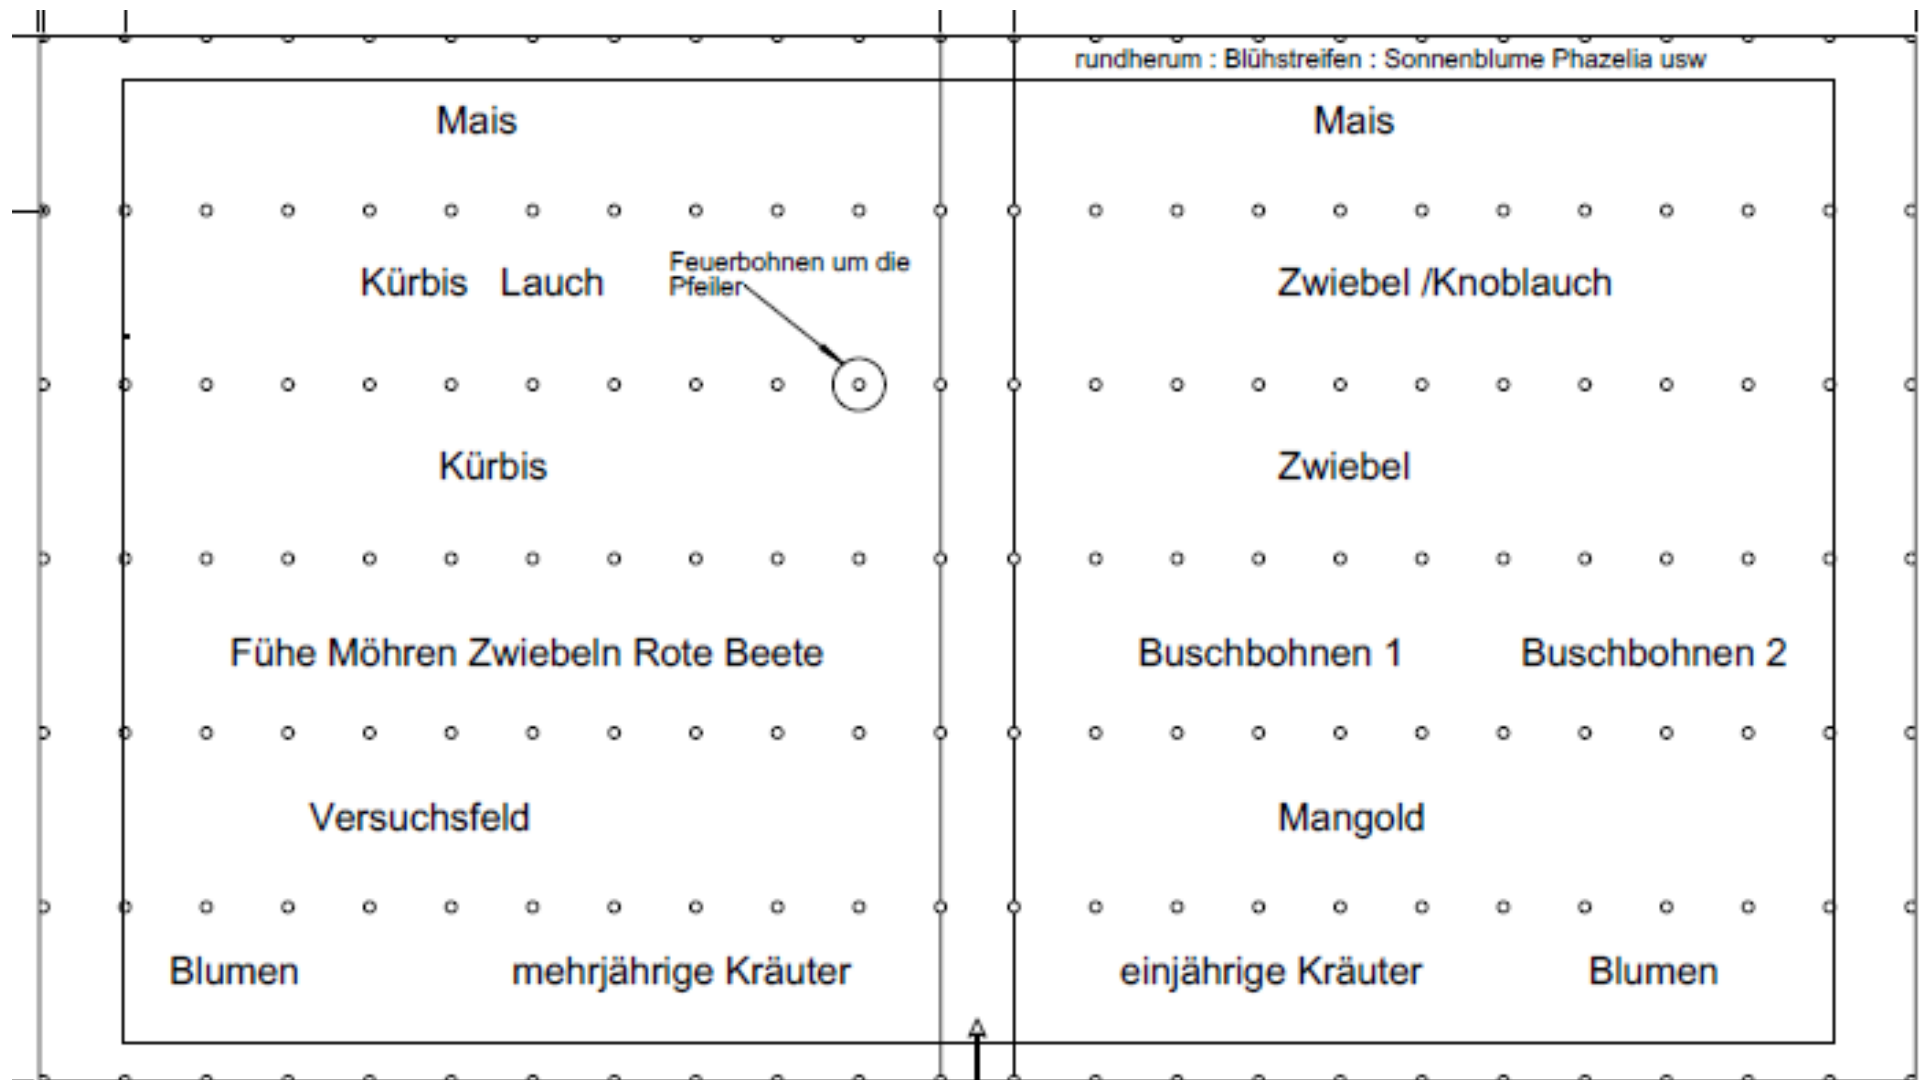 rundherum : Blühstreifen : Sonnenblume Phazelia usw
Mais
Mais
Kürbis Lauch
Feuerbohnen um die
Pfeiler
Zwiebel /Knoblauch
Kürbis
Zwiebel
Fühe Möhren Zwiebeln Rote Beete
Buschbohnen 1
Buschbohnen 2
Versuchsfeld
Mangold
Blumen
mehrjährige Kräuter
einjährige Kräuter
Blumen